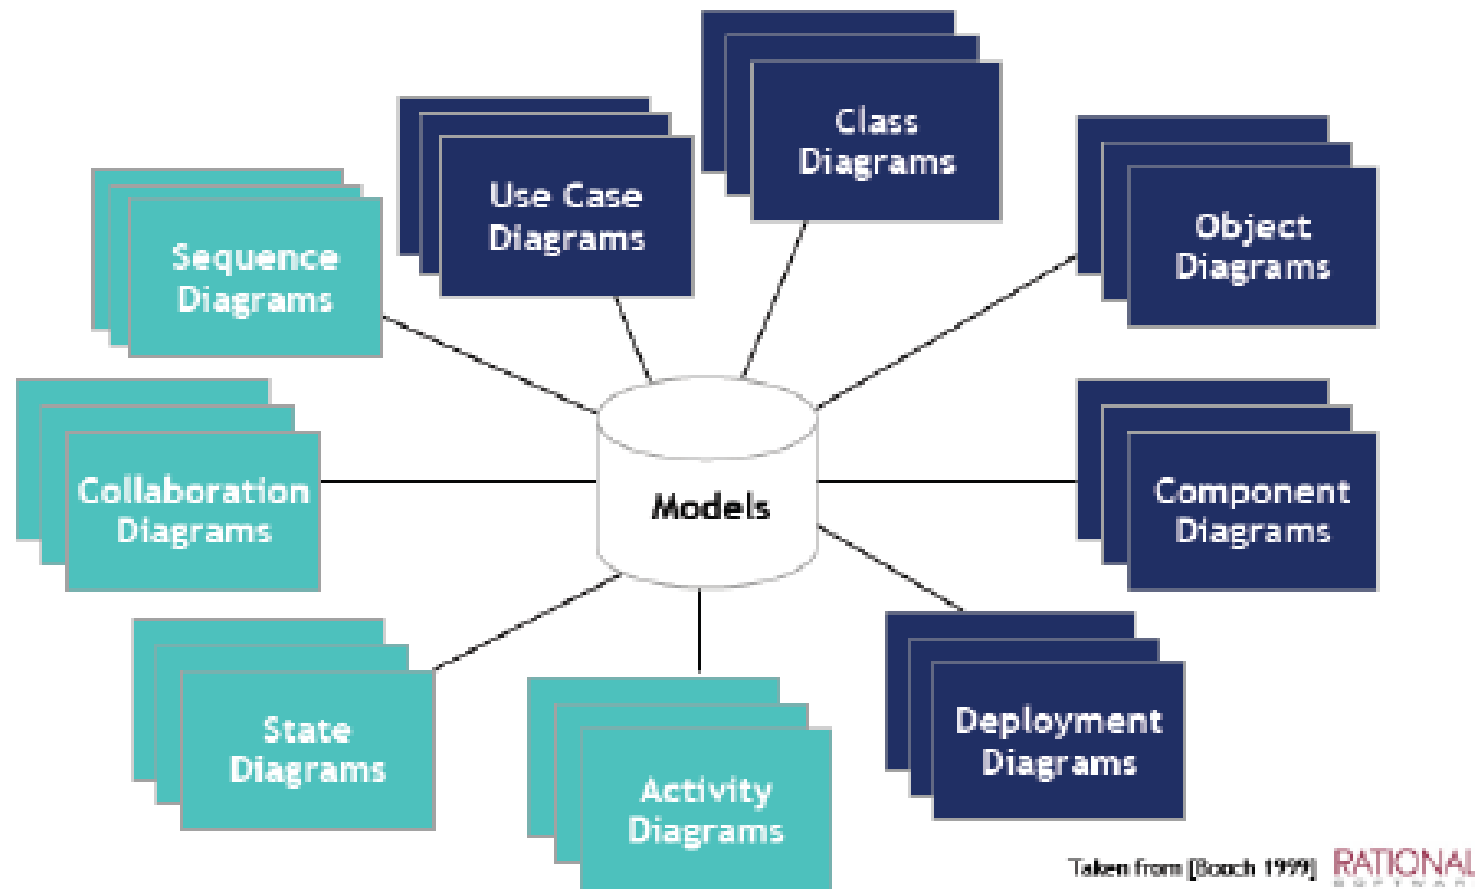 Class
Diagrams
Use Case
Diagrams
Object
Diagrams
Sequence
Diagrams
Collaboration
Diagrams
Models
Component
Diagrams
State
Diagrams
Deployment
Diagrams
Activity
Diagrams
Taken from [Booch 1999]
RATIONAL